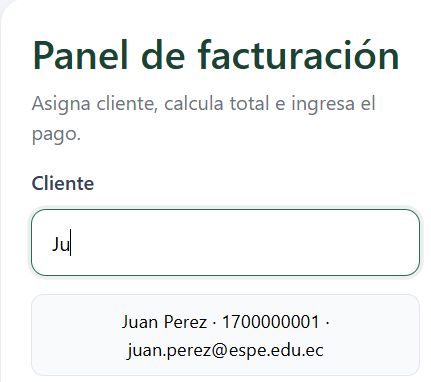 Panel de facturación
Asigna cliente, calcula total e ingresa el
pago.
Cliente
Ju
Juan Perez · 1700000001 ·
juan.perez@espe.edu.ec